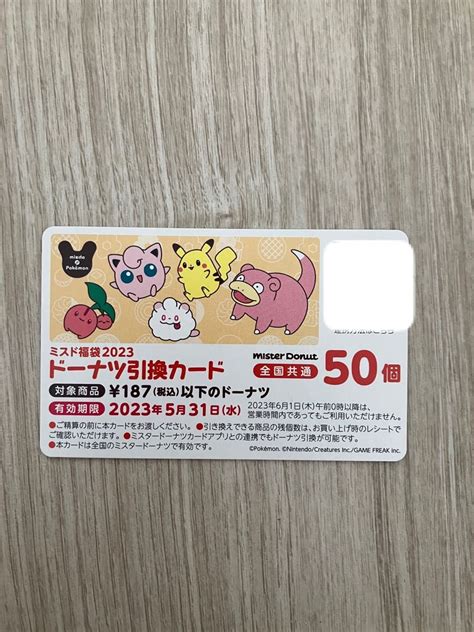 misdo
Pokémon
連携方法はこちら
ミスド福袋2023
ドーナツ引換カード
mister Donut
全国共通
50個
対象商品 ¥187(税込)以下のドーナツ
有効期限 2023年5月31日(水)
2023年6月1日(木)午前0時以降は、
営業時間内であってもご利用いただけません。
●ご精算の前に本カードをお渡しください。 ●引き換えできる商品の残個数は、お買い上げ時のレシートで
ご確認いただけます。 ●ミスタードーナツカードアプリとの連携でもドーナツ引換が可能です。
●本カードは全国のミスタードーナツで有効です。
©Pokémon. ©Nintendo/Creatures Inc./GAME FREAK inc.